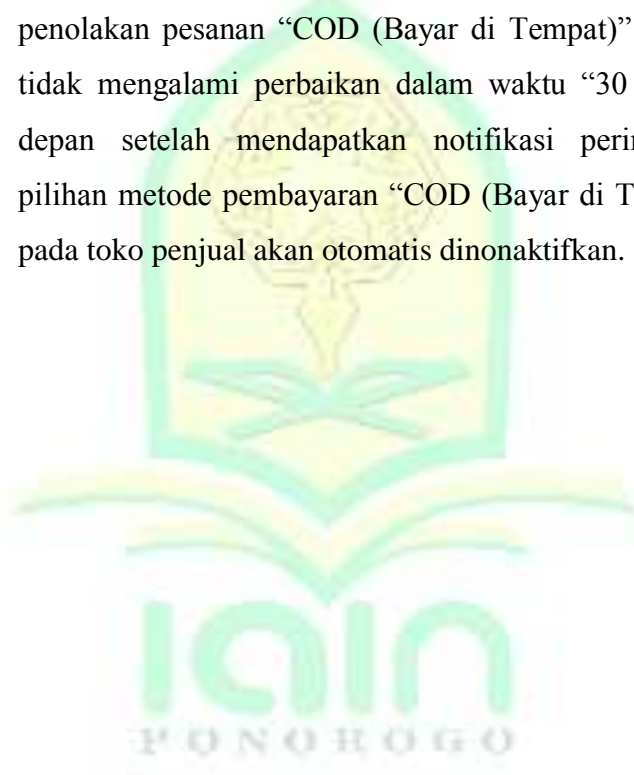 penolakan pesanan “COD (Bayar di Tempat)”
tidak mengalami perbaikan dalam waktu “30
depan setelah mendapatkan notifikasi
pilihan metode pembayaran “COD (Bayar di
pada toko penjual akan otomatis dinonaktifkan.
iain
PONOROGO